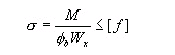 σ = M / (ϕ_b W_x) ≤ [ f ]